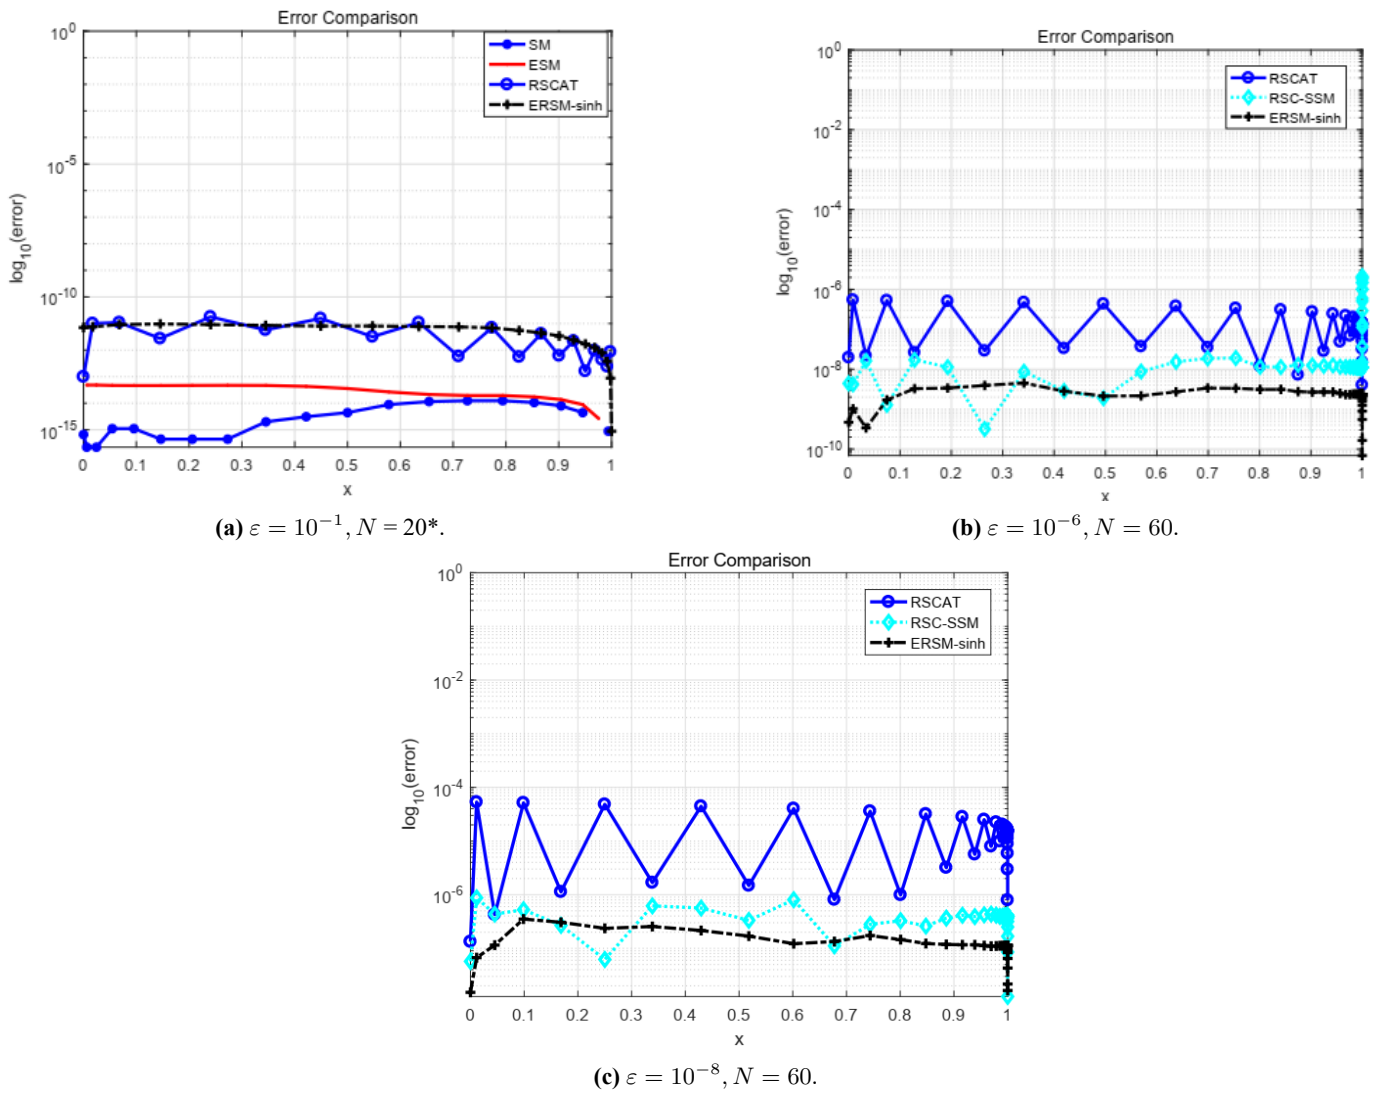 Error Comparison
10^0
10^-5
10^-10
10^-15
log10(error)
SM
ESM
RSCAT
ERSM-sinh
0 0.1 0.2 0.3 0.4 0.5 0.6 0.7 0.8 0.9 1
x
(a) ε = 10^-1, N = 20*.
Error Comparison
10^0
10^-2
10^-4
10^-6
10^-8
10^-10
log10(error)
RSCAT
RSC-SSM
ERSM-sinh
0 0.1 0.2 0.3 0.4 0.5 0.6 0.7 0.8 0.9 1
x
(b) ε = 10^-6, N = 60.
Error Comparison
10^0
10^-2
10^-4
10^-6
log10(error)
RSCAT
RSC-SSM
ERSM-sinh
0 0.1 0.2 0.3 0.4 0.5 0.6 0.7 0.8 0.9 1
x
(c) ε = 10^-8, N = 60.